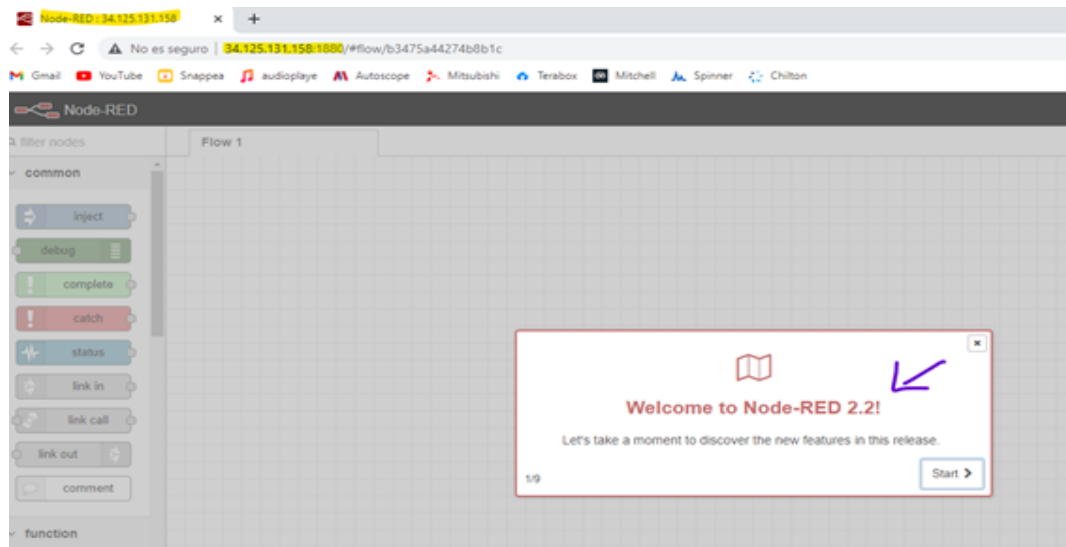 Node-RED : 34.125.131.158
No es seguro | 34.125.131.158:1880/#flow/b3475a44274b8b1c
Gmail YouTube Snappea audioplaye Autoscope Mitsubishi Terabox Mitchell Spinner Chilton
Node-RED
filter nodes
Flow 1
common
inject
debug
complete
catch
status
link in
link call
link out
comment
function
Welcome to Node-RED 2.2!
Let's take a moment to discover the new features in this release.
1/9
Start